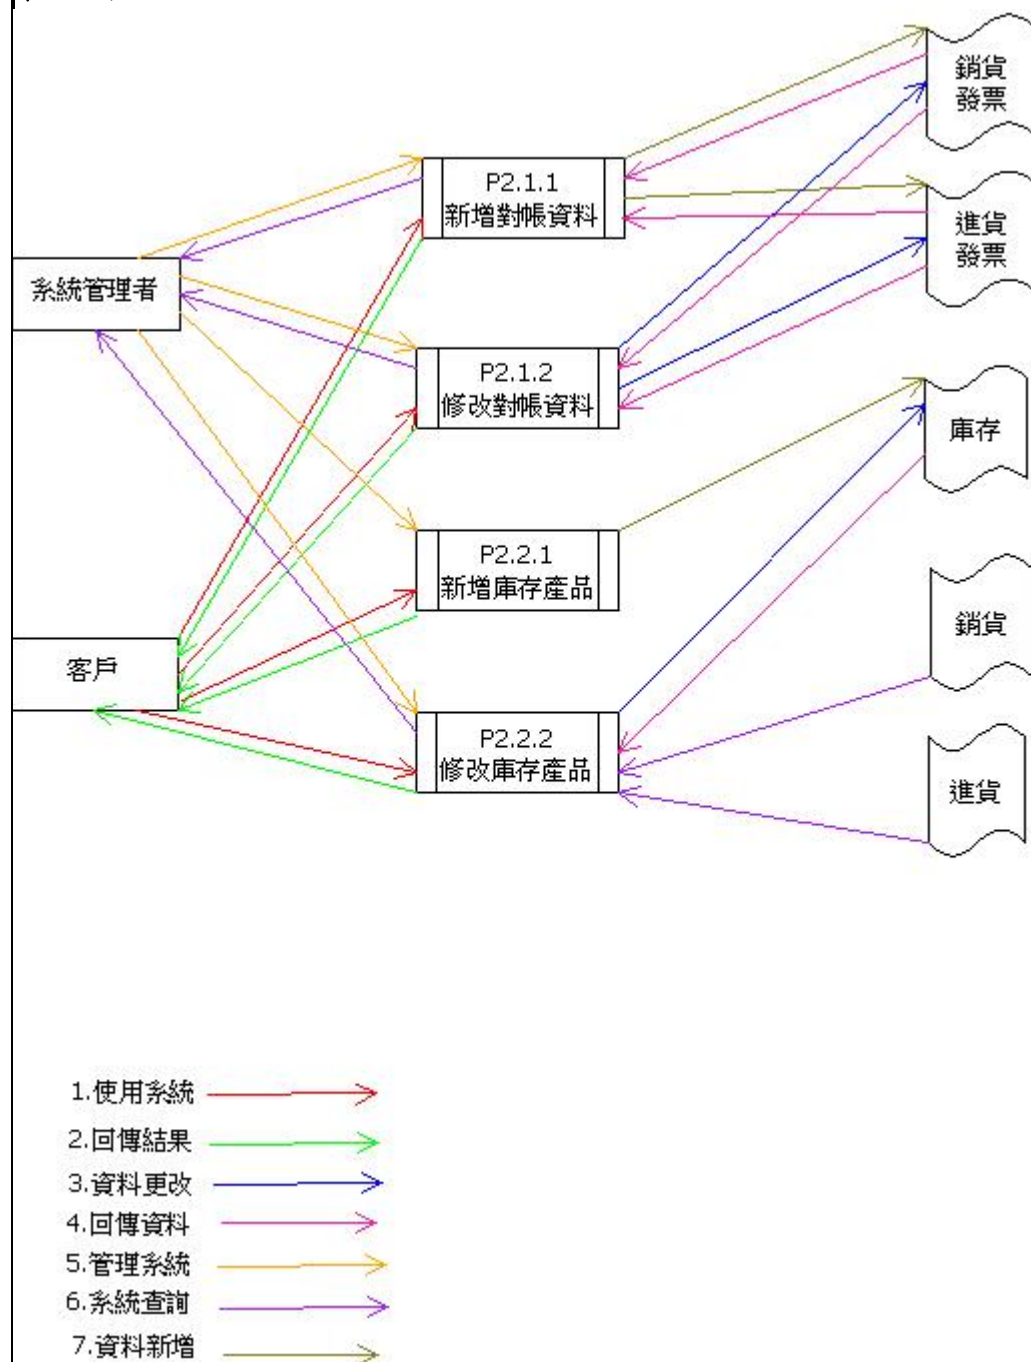 銷貨
發票
P2.1.1
新增對帳資料
進貨
發票
系統管理者
P2.1.2
修改對帳資料
庫存
P2.2.1
新增庫存產品
銷貨
客戶
P2.2.2
修改庫存產品
進貨
1.使用系統
2.回傳結果
3.資料更改
4.回傳資料
5.管理系統
6.系統查詢
7.資料新增